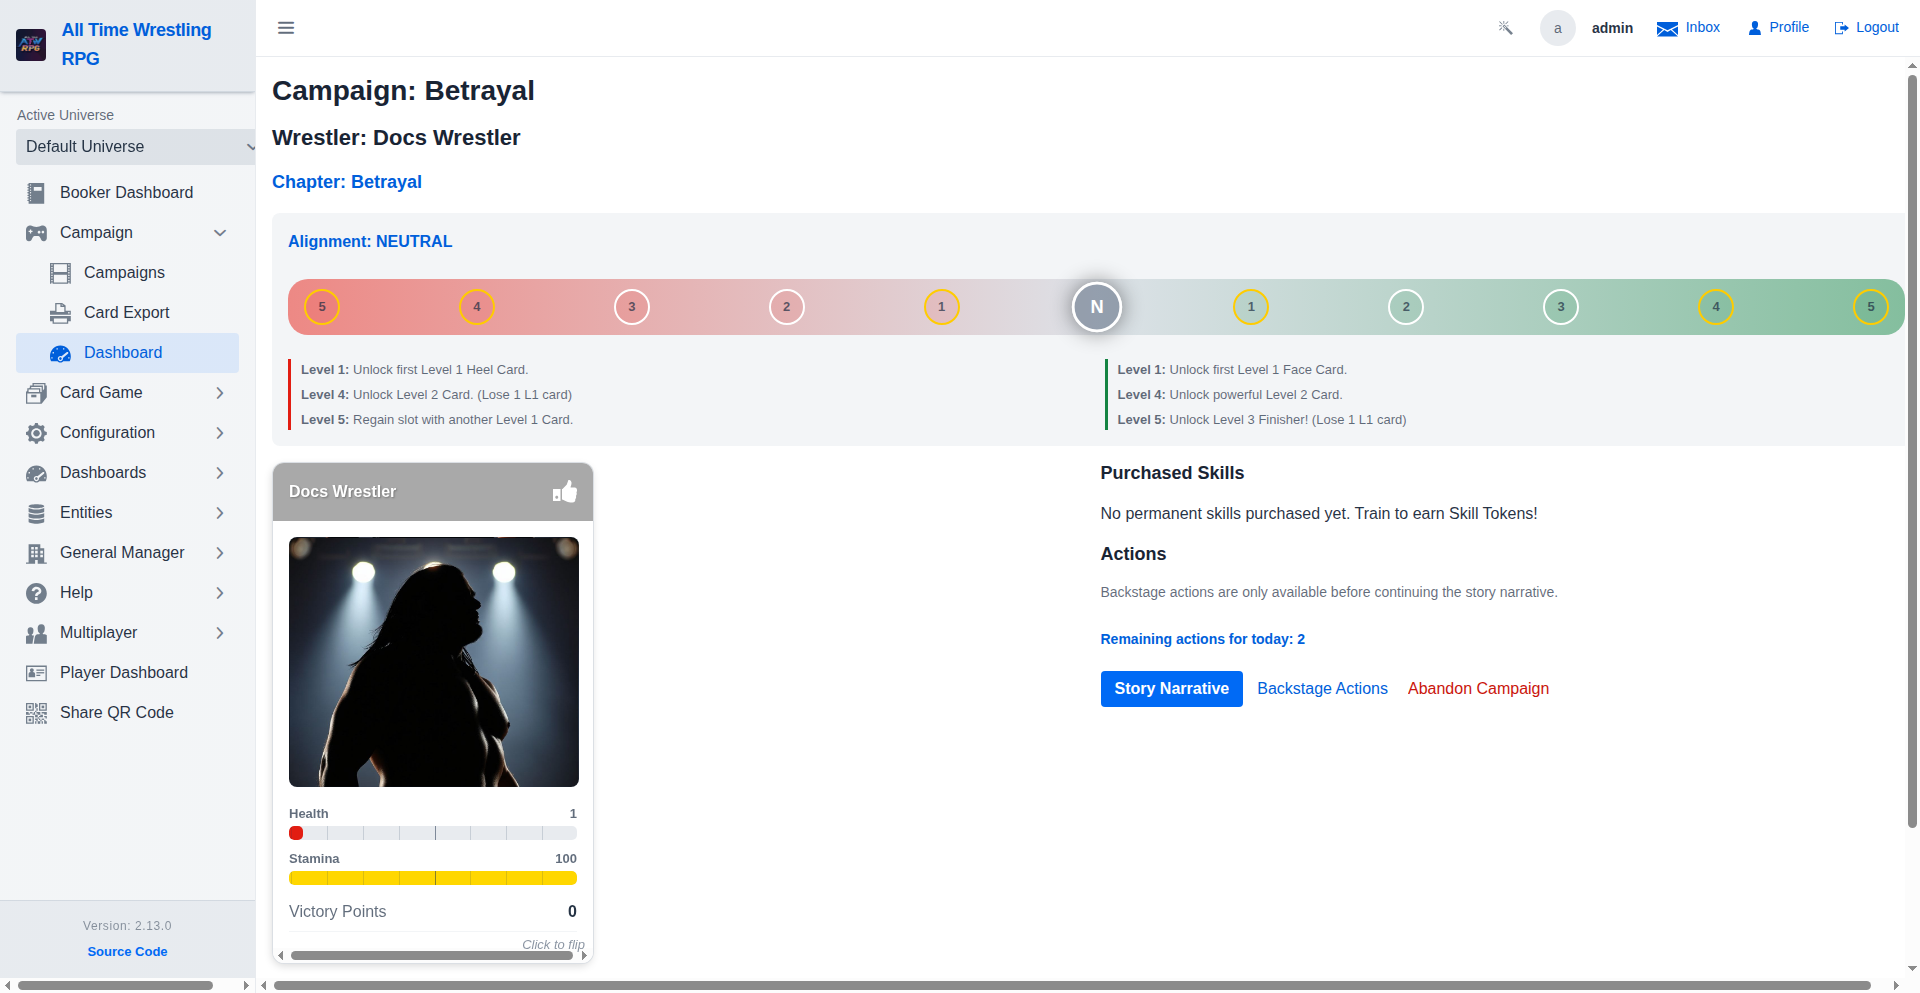 All Time Wrestling
RPG
a
admin
Inbox
Profile
Logout
Active Universe
Default Universe
Booker Dashboard
Campaign
Campaigns
Card Export
Dashboard
Card Game
Configuration
Dashboards
Entities
General Manager
Help
Multiplayer
Player Dashboard
Share QR Code
Version: 2.13.0
Source Code
Campaign: Betrayal
Wrestler: Docs Wrestler
Chapter: Betrayal
Alignment: NEUTRAL
5 4 3 2 1 N 1 2 3 4 5
Level 1: Unlock first Level 1 Heel Card.
Level 4: Unlock Level 2 Card. (Lose 1 L1 card)
Level 5: Regain slot with another Level 1 Card.
Level 1: Unlock first Level 1 Face Card.
Level 4: Unlock powerful Level 2 Card.
Level 5: Unlock Level 3 Finisher! (Lose 1 L1 card)
Docs Wrestler
Health 1
Stamina 100
Victory Points 0
Click to flip
Purchased Skills
No permanent skills purchased yet. Train to earn Skill Tokens!
Actions
Backstage actions are only available before continuing the story narrative.
Remaining actions for today: 2
Story Narrative Backstage Actions Abandon Campaign